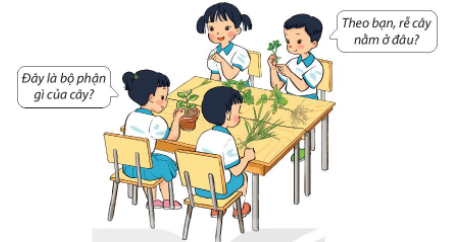 Theo bạn, rễ cây
nằm ở đâu?
Đây là bộ phận
gì của cây?